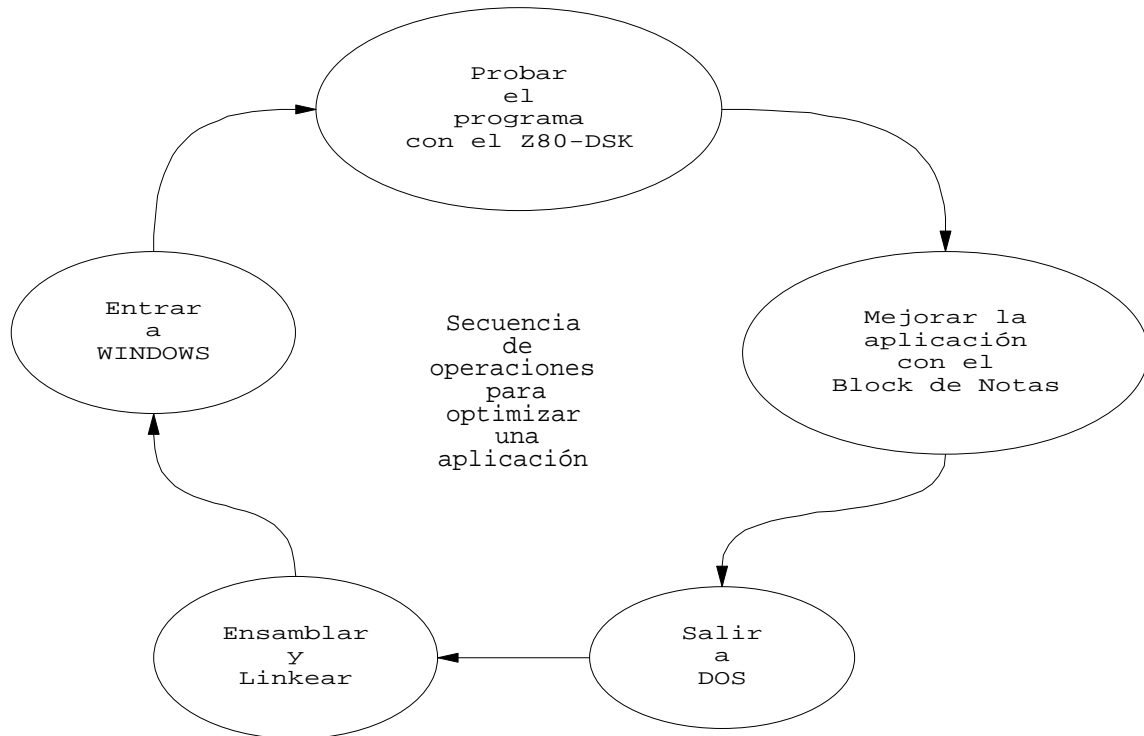 Probar
el
programa
con el Z80-DSK
Entrar
a
WINDOWS
Secuencia
de
operaciones
para
optimizar
una
aplicación
Mejorar la
aplicación
con el
Block de Notas
Ensamblar
y
Linkear
Salir
a
DOS